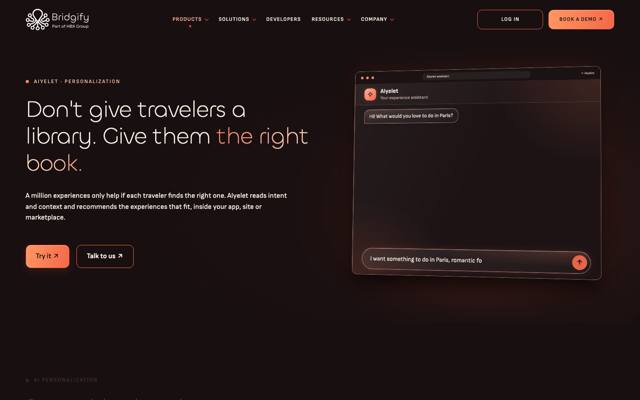 Bridgify
Part of HBX Group
PRODUCTS
SOLUTIONS
DEVELOPERS
RESOURCES
COMPANY
LOG IN
BOOK A DEMO ↗
AIYELET · PERSONALIZATION
Don't give travelers a
library. Give them the right
book.
A million experiences only help if each traveler finds the right one. AIyelet reads intent
and context and recommends the experiences that fit, inside your app, site or
marketplace.
Try it ↗
Talk to us ↗
AIyelet
Your experience assistant
Hi! What would you love to do in Paris?
I want something to do in Paris, romantic fo
AI PERSONALIZATION